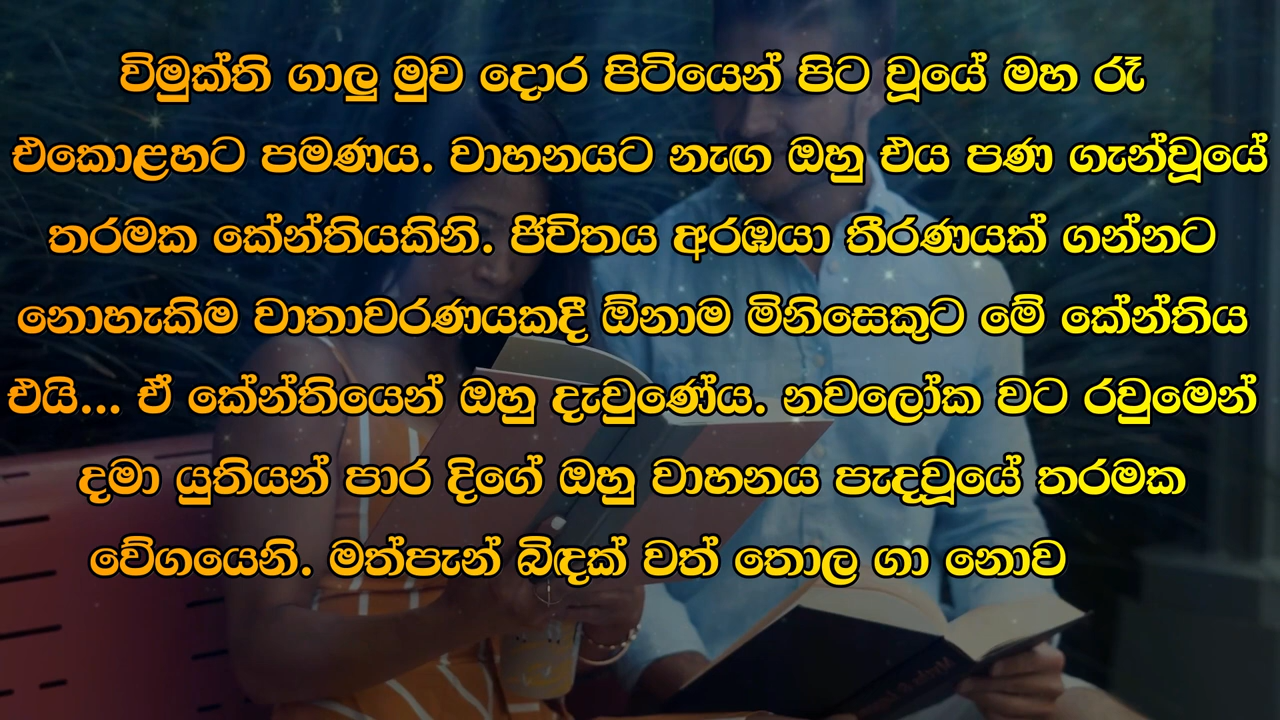 විමුක්ති ගාලු මුව දොර පිටියෙන් පිට වූයේ මහ රෑ
එකොළහට පමණය. වාහනයට නැඟ ඔහු එය පණ ගැන්වූයේ
තරමක කේන්තියකිනි. ජීවිතය අරඹයා තීරණයක් ගන්නට
නොහැකිම වාතාවරණයකදී ඕනාම මිනිසෙකුට මේ කේන්තිය
එයි... ඒ කේන්තියෙන් ඔහු දැවුණේය. නවලෝක වට රවුමෙන්
දමා යුතියන් පාර දිගේ ඔහු වාහනය පැදවූයේ තරමක
වේගයෙනි. මත්පැන් බිඳක් වත් තොල ගා නොව